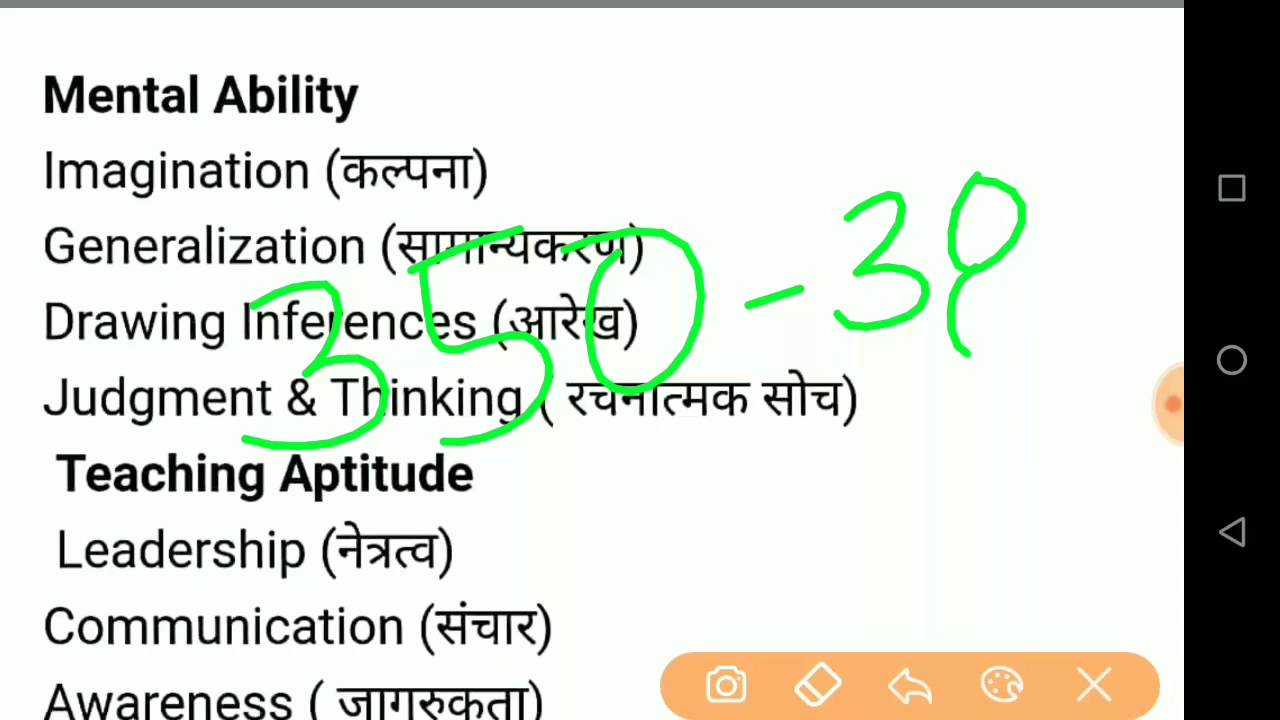 Mental Ability
Imagination (कल्पना)
Generalization (सामान्यकरण)
Drawing Inferences (आरेख)
Judgment & Thinking ( रचनात्मक सोच)
350 - 38
Teaching Aptitude
Leadership (नेत्रत्व)
Communication (संचार)
Awareness ( जागरुकता)